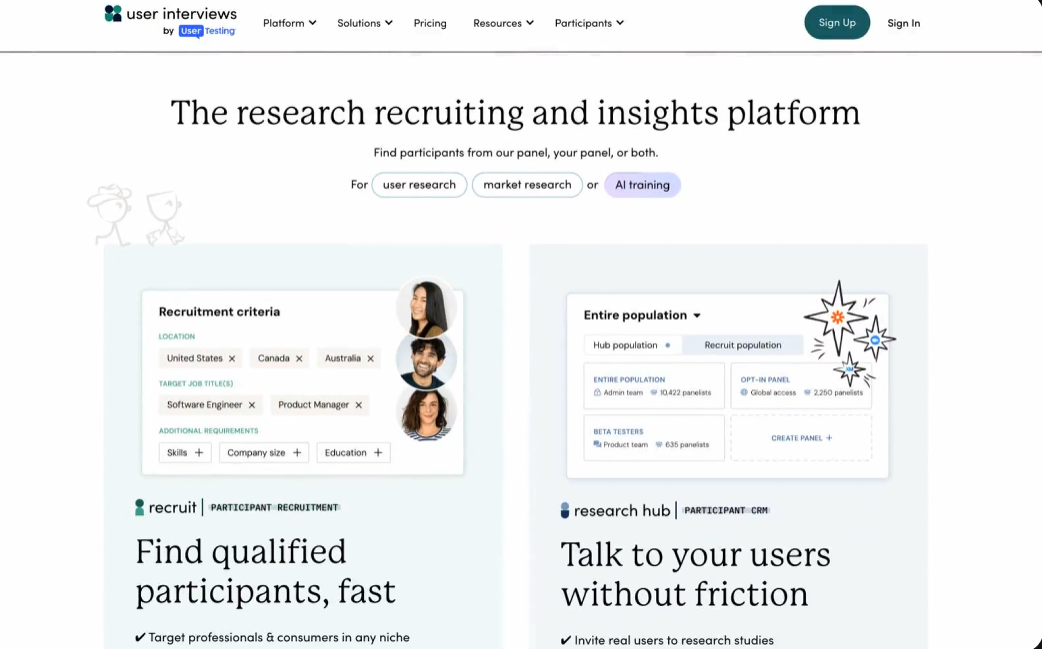 user interviews
by UserTesting
Platform
Solutions
Pricing
Resources
Participants
Sign Up
Sign In
The research recruiting and insights platform
Find participants from our panel, your panel, or both.
For user research market research or AI training
Recruitment criteria
LOCATION
United States ✕ Canada ✕ Australia ✕
TARGET JOB TITLE(S)
Software Engineer ✕ Product Manager ✕
ADDITIONAL REQUIREMENTS
Skills + Company size + Education +
recruit | PARTICIPANT RECRUITMENT
Find qualified
participants, fast
✔ Target professionals & consumers in any niche
Entire population
Hub population Recruit population
ENTIRE POPULATION
Admin team 10,422 panelists
OPT-IN PANEL
Global access 2,250 panelists
BETA TESTERS
Product team 635 panelists
CREATE PANEL +
research hub | PARTICIPANT CRM
Talk to your users
without friction
✔ Invite real users to research studies